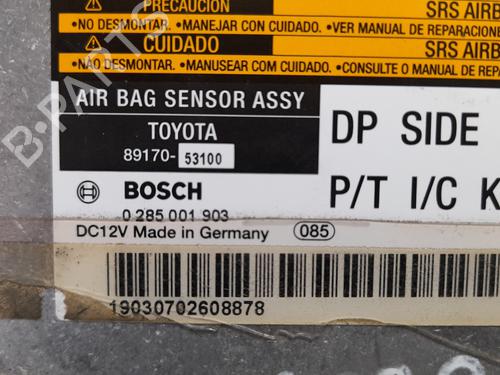 PRECAUCIÓN
SRS AIRB
•NO DESMONTAR. •MANEJAR CON CUIDADO. •VER MANUAL DE REPARACIONE
CUIDADO
SRS AIRB
•NÃO DESMONTAR. •MANUSEAR COM CUIDADO. •CONSULTE O MANUAL DE REPA
AIR BAG SENSOR ASSY
TOYOTA
89170- 53100
DP SIDE
P/T I/C K
BOSCH
0 285 001 903
DC12V Made in Germany 085
19030702608878
B-PARTS